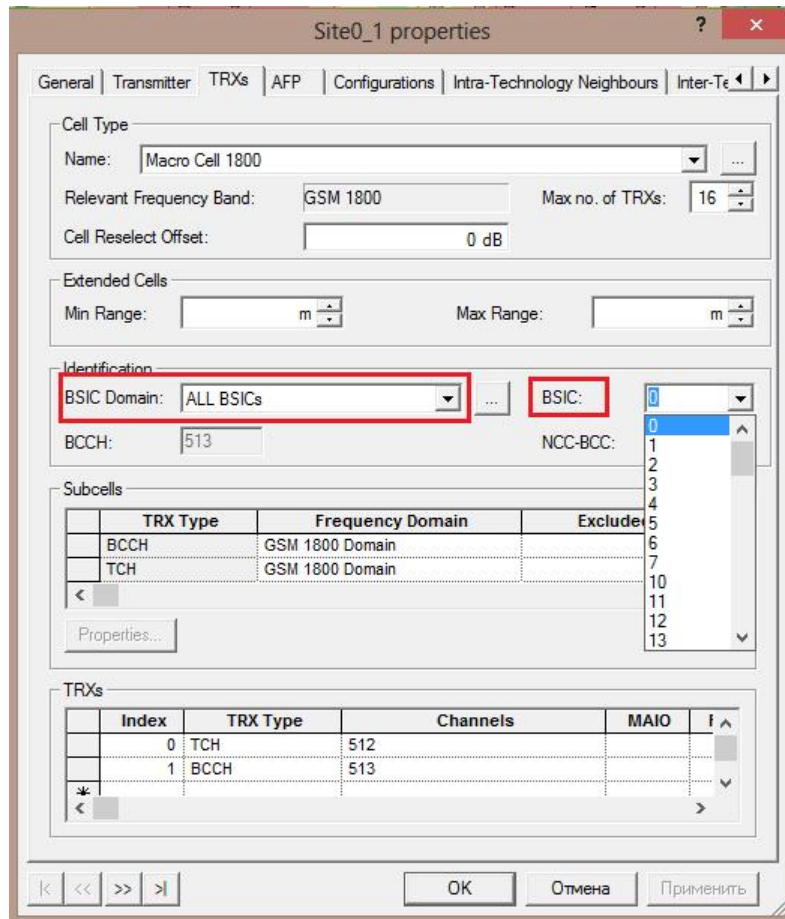 Site0_1 properties
?
×
General
Transmitter
TRXs
AFP
Configurations
Intra-Technology Neighbours
Inter-Te
Cell Type
Name: Macro Cell 1800 ...
Relevant Frequency Band: GSM 1800 Max no. of TRXs: 16
Cell Reselect Offset: 0 dB
Extended Cells
Min Range: m Max Range: m
Identification
BSIC Domain: ALL BSICs ... BSIC: 0
BCCH: 513 NCC-BCC:
0
1
2
3
4
5
6
7
10
11
12
13
Subcells
TRX Type Frequency Domain Exclude
BCCH GSM 1800 Domain
TCH GSM 1800 Domain
Properties...
TRXs
Index TRX Type Channels MAIO
0 TCH 512
1 BCCH 513
*
|< << >> >| OK Отмена Применить